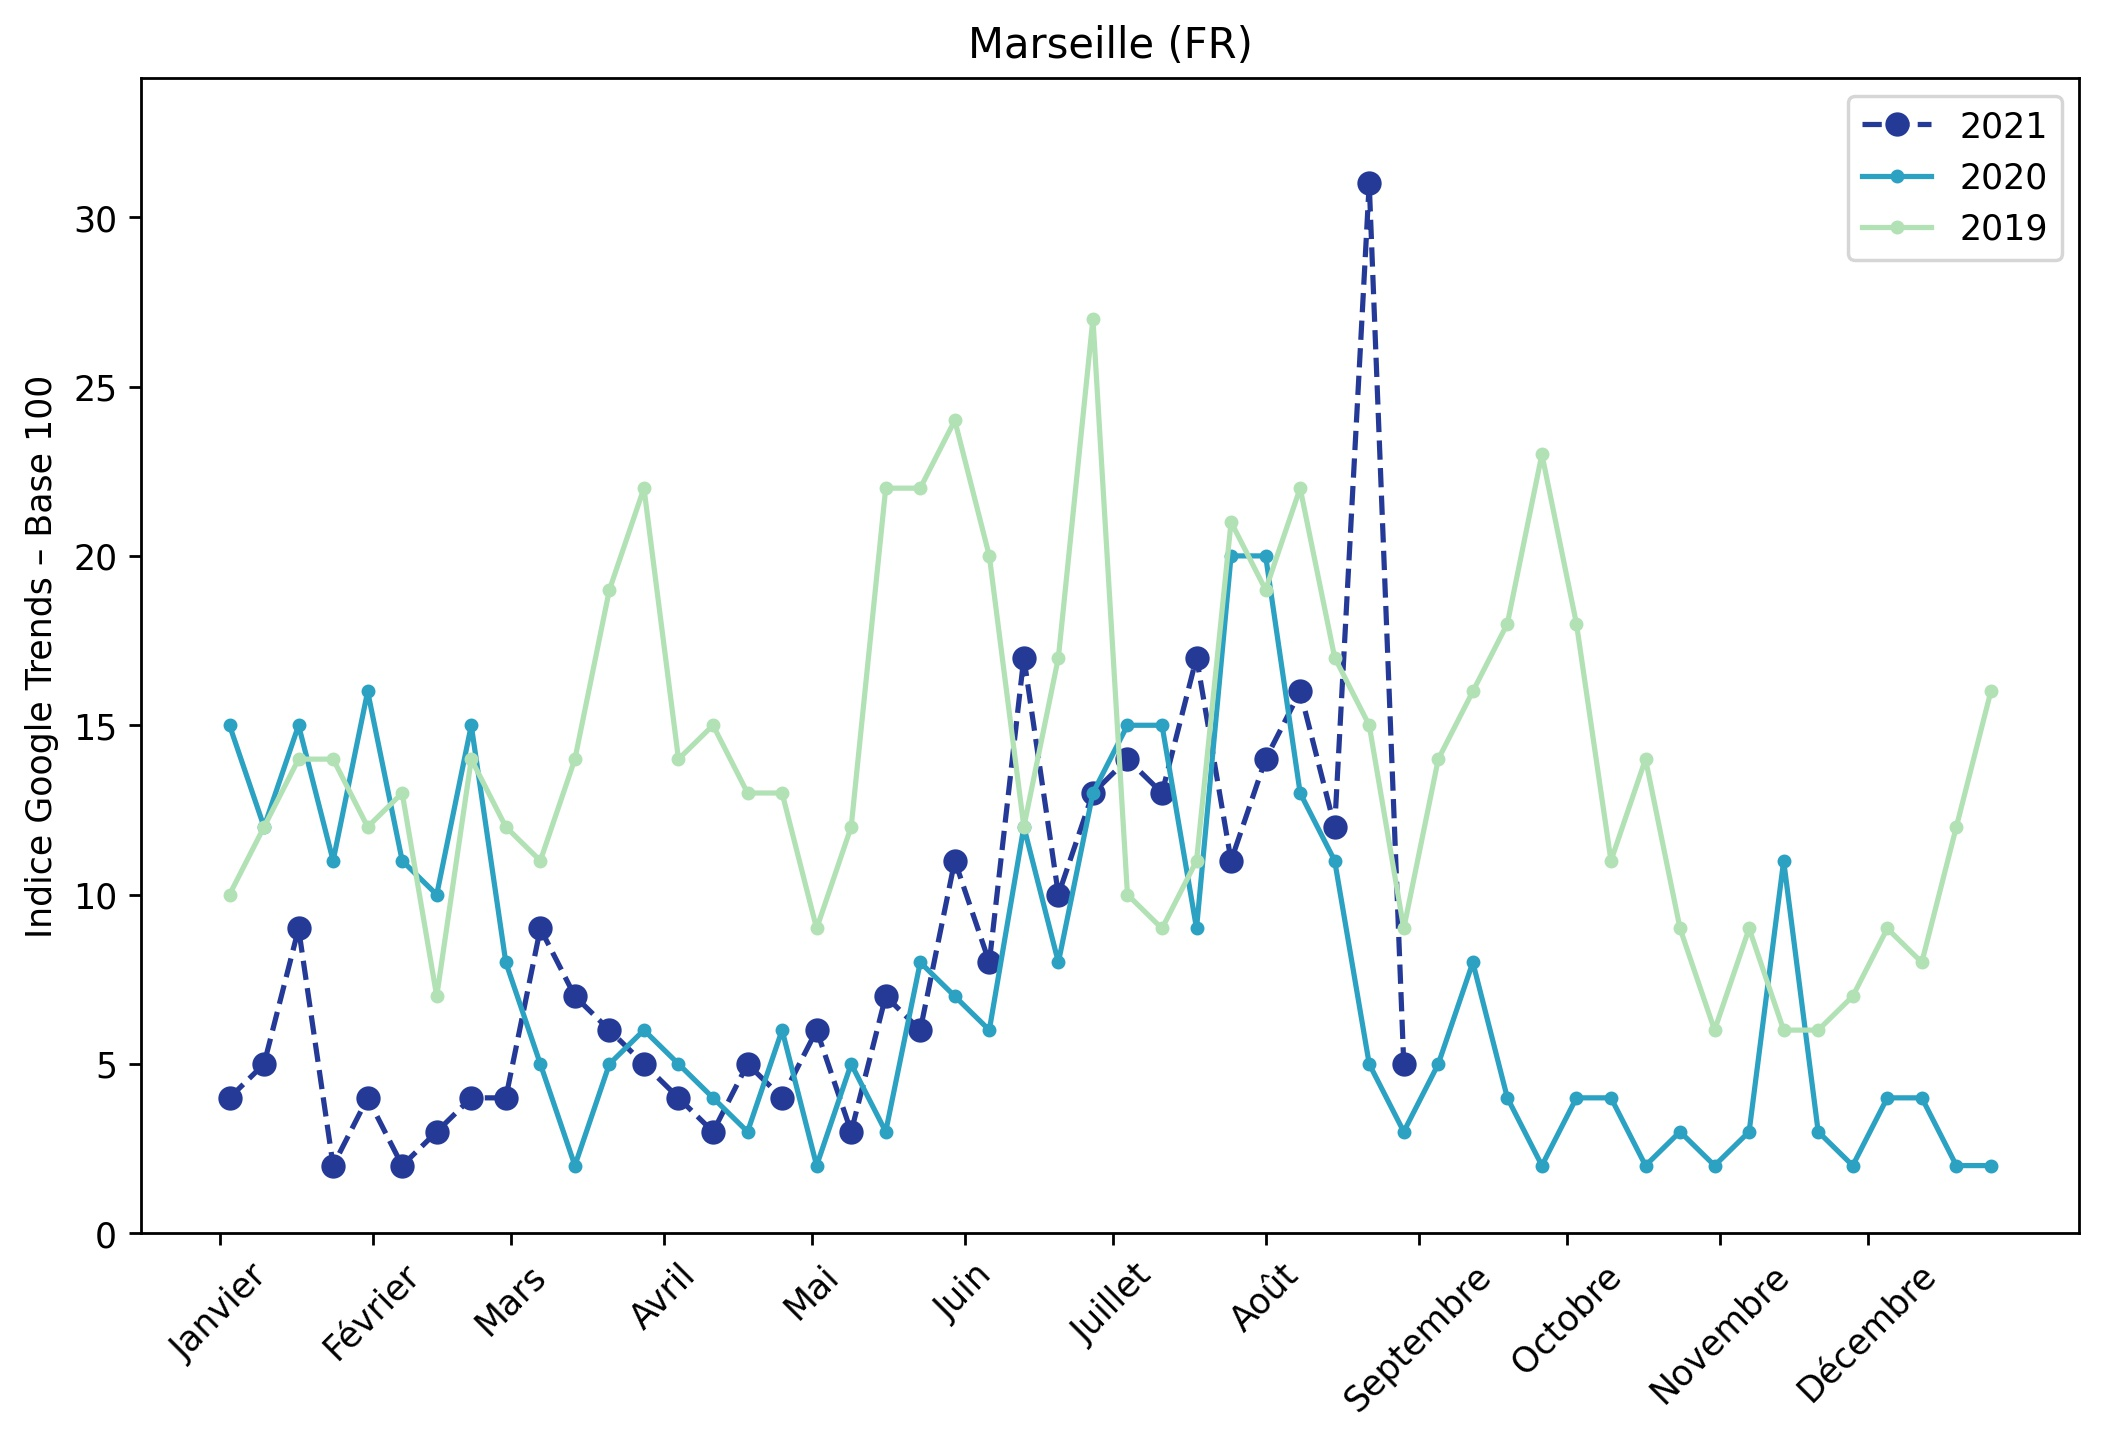 Marseille (FR)
2021
2020
2019
Indice Google Trends – Base 100
30
25
20
15
10
5
0
Janvier
Février
Mars
Avril
Mai
Juin
Juillet
Août
Septembre
Octobre
Novembre
Décembre